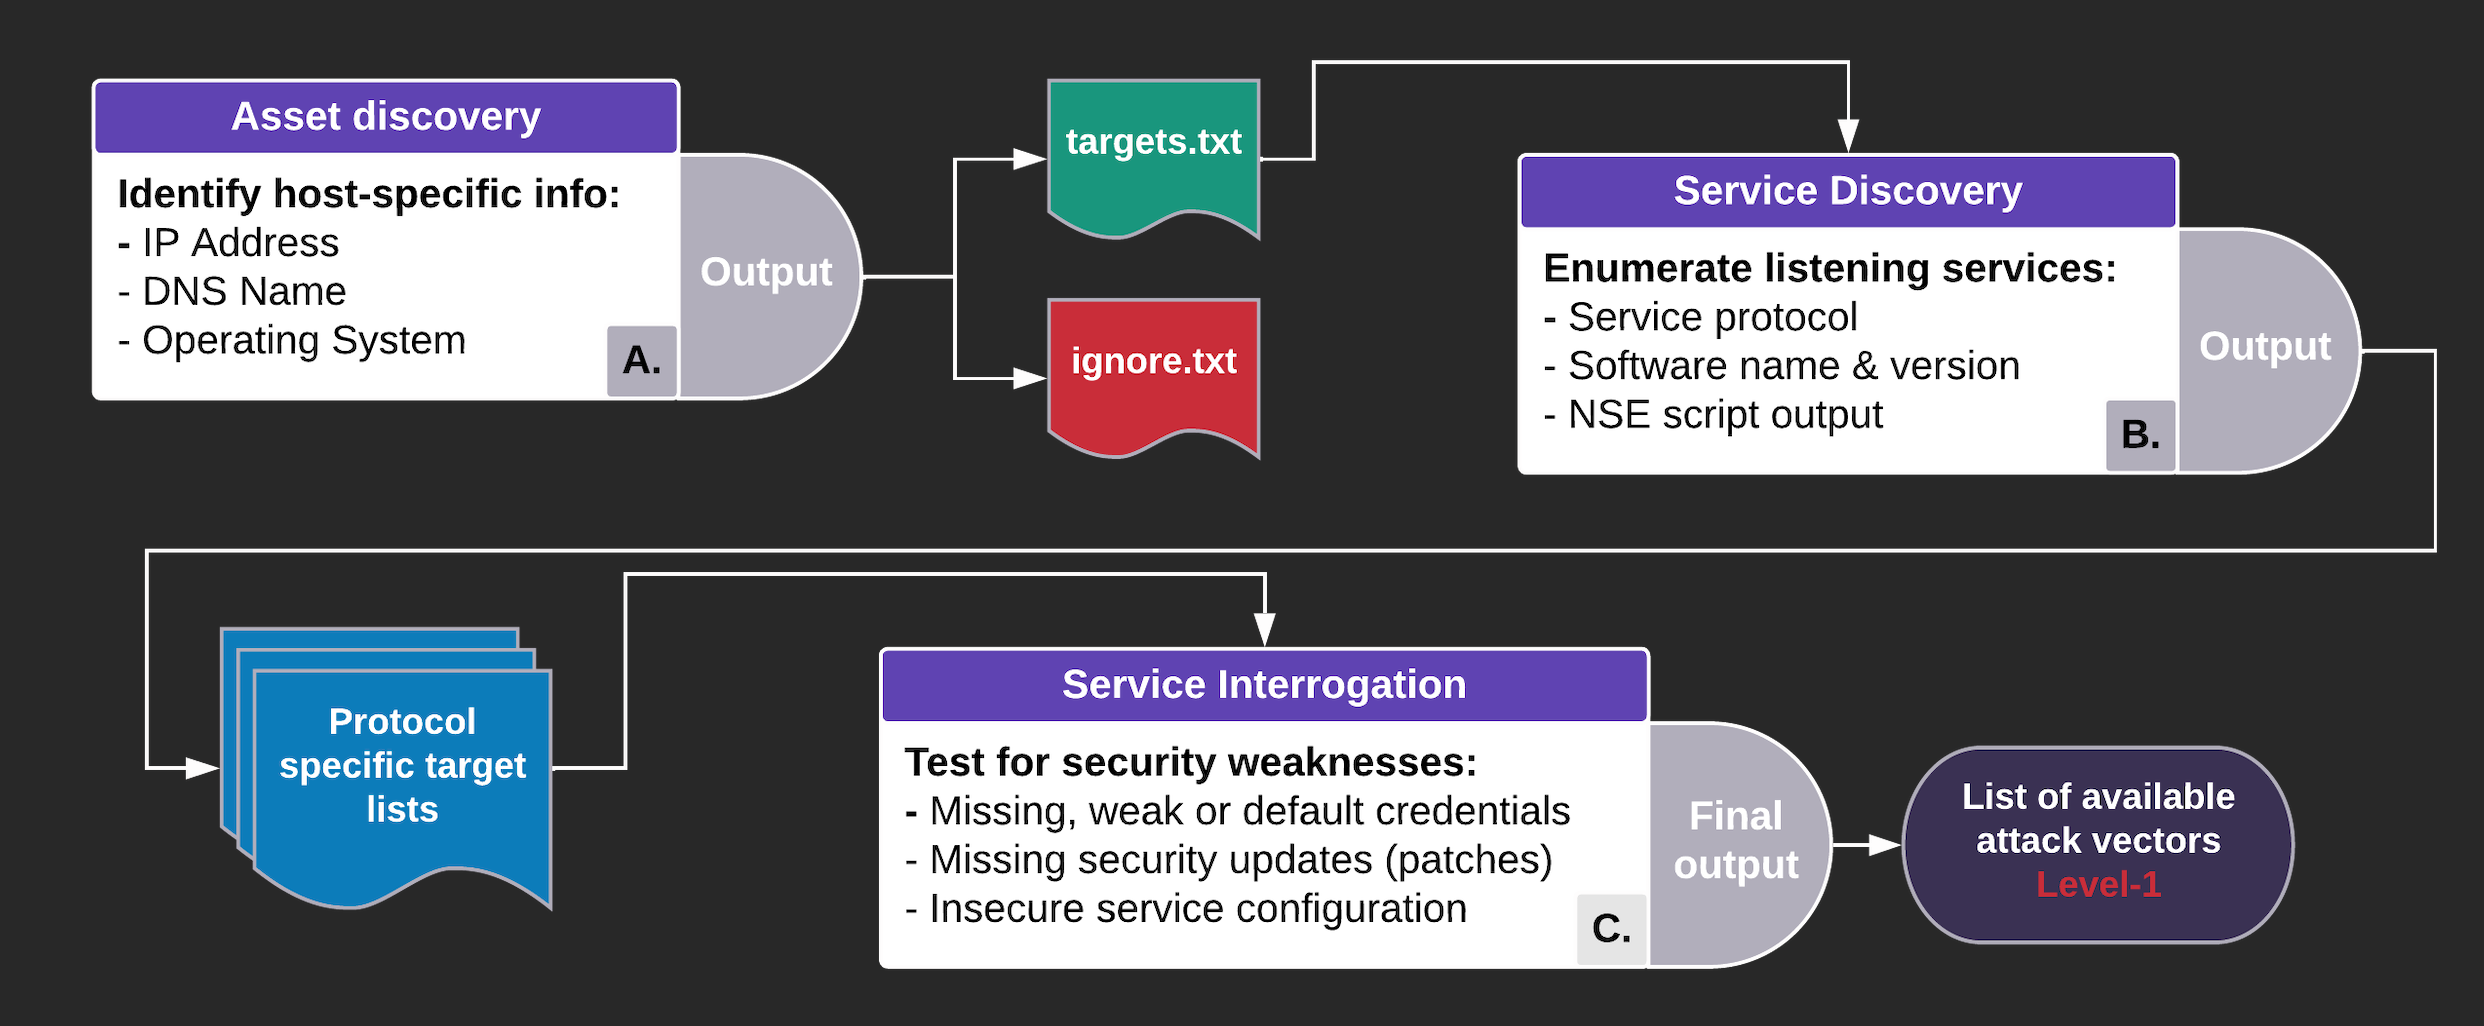 Asset discovery
Identify host-specific info:
- IP Address
- DNS Name
- Operating System
A.
Output
targets.txt
ignore.txt
Service Discovery
Enumerate listening services:
- Service protocol
- Software name & version
- NSE script output
B.
Output
Protocol
specific target
lists
Service Interrogation
Test for security weaknesses:
- Missing, weak or default credentials
- Missing security updates (patches)
- Insecure service configuration
C.
Final
output
List of available
attack vectors
Level-1